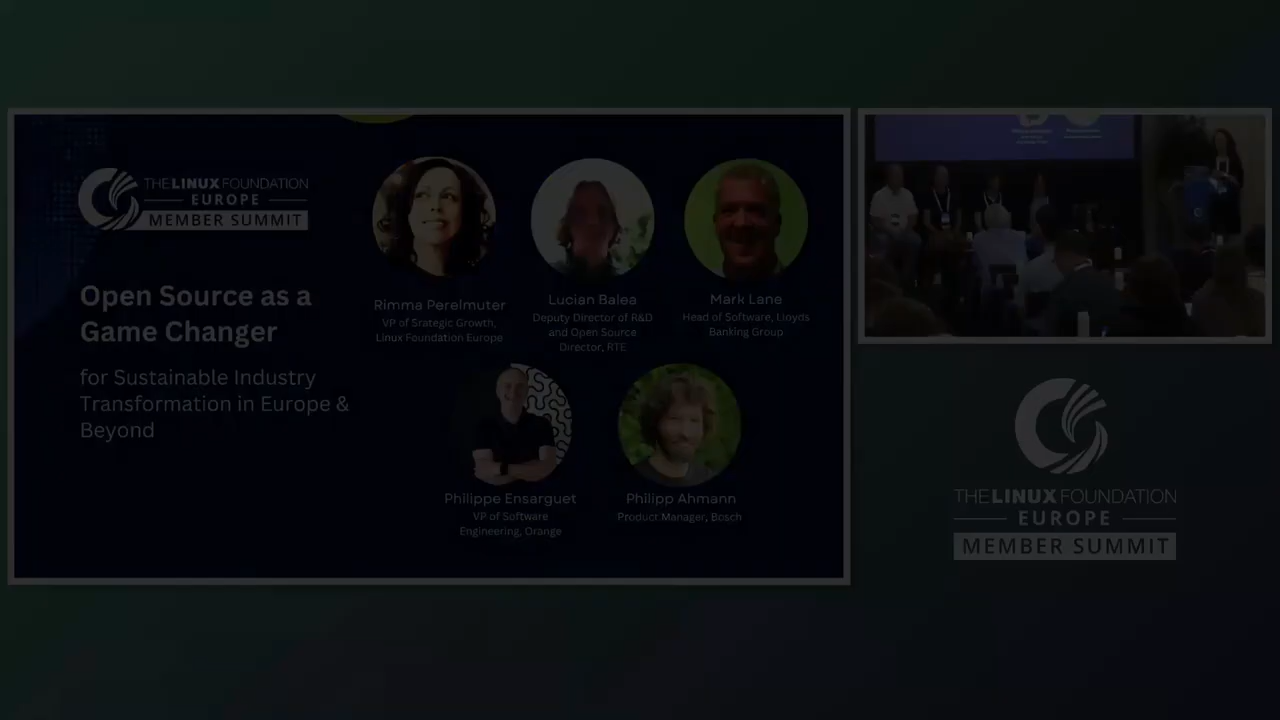 THE LINUX FOUNDATION
EUROPE
MEMBER SUMMIT
Open Source as a
Game Changer
for Sustainable Industry
Transformation in Europe &
Beyond
Rimma Perelmuter
VP of Srategic Growth,
Linux Foundation Europe
Lucian Balea
Deputy Director of R&D
and Open Source
Director, RTE
Mark Lane
Head of Software, Lloyds
Banking Group
Philippe Ensarguet
VP of Software
Engineering, Orange
Philipp Ahmann
Product Manager, Bosch
THE LINUX FOUNDATION
EUROPE
MEMBER SUMMIT